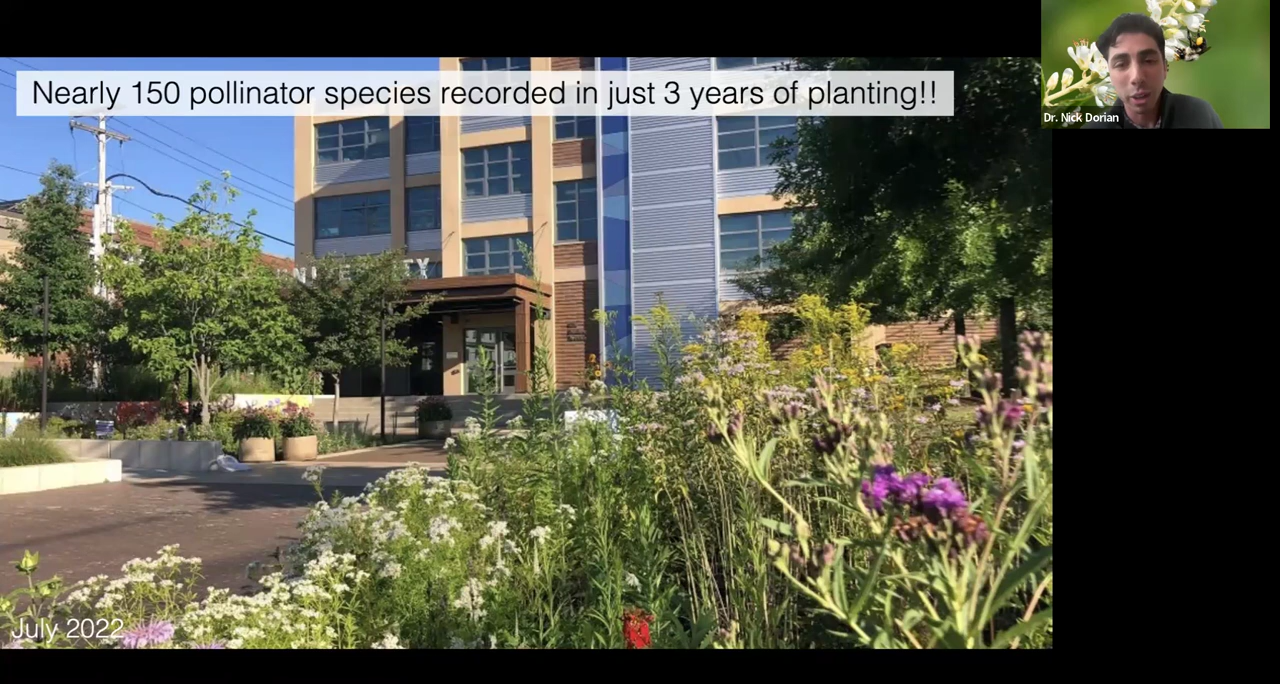 Nearly 150 pollinator species recorded in just 3 years of planting!!
Dr. Nick Dorian
July 2022